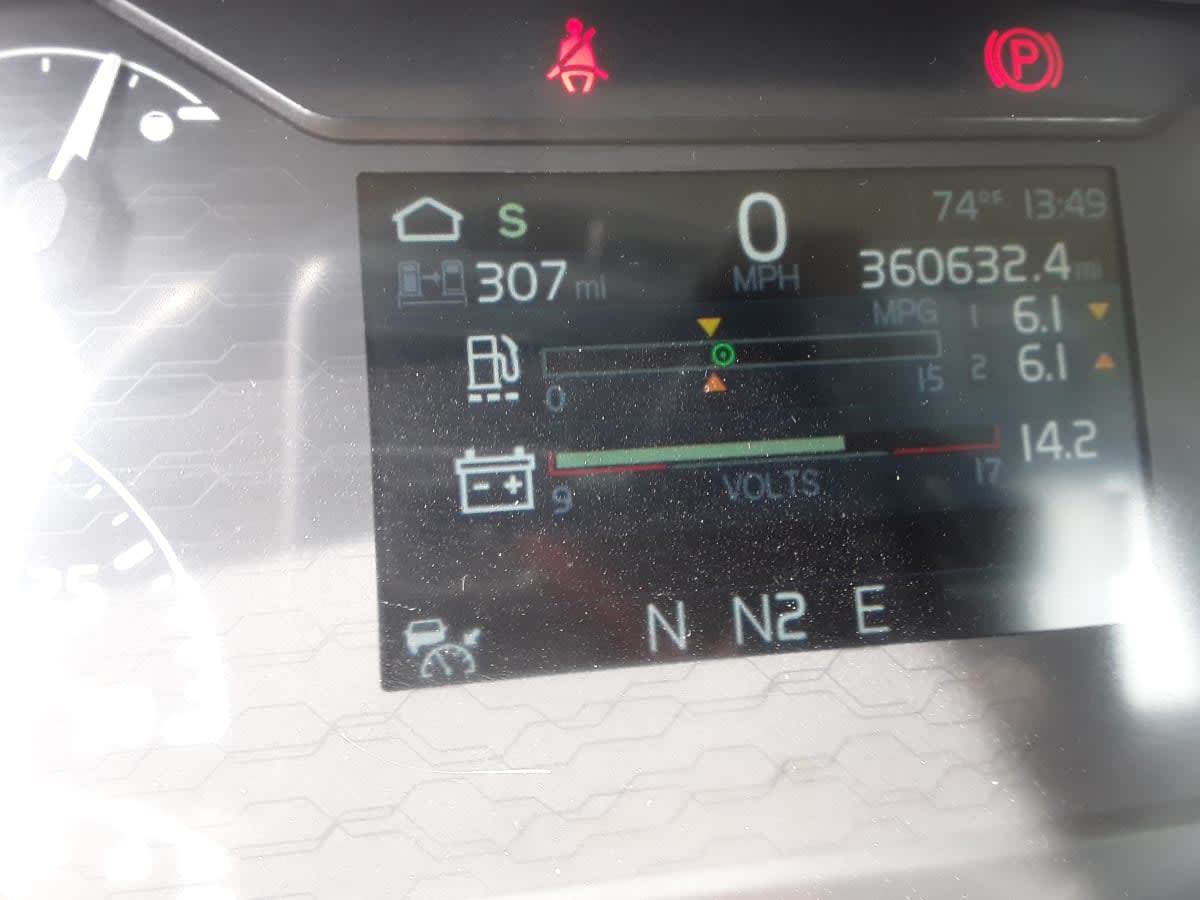 P
S 0 74°F 13:49
307 mi MPH 360632.4 mi
MPG 1 6.1
2 6.1
0 15
- + 14.2
9 VOLTS 17
N N2 E